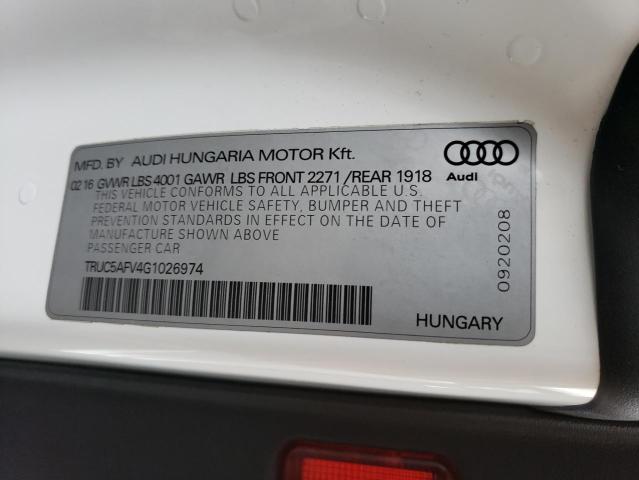 MFD. BY AUDI HUNGARIA MOTOR Kft.
02 16 GVWR LBS 4001 GAWR LBS FRONT 2271 /REAR 1918
THIS VEHICLE CONFORMS TO ALL APPLICABLE U.S.
FEDERAL MOTOR VEHICLE SAFETY, BUMPER AND THEFT
PREVENTION STANDARDS IN EFFECT ON THE DATE OF
MANUFACTURE SHOWN ABOVE
PASSENGER CAR
TRUC5AFV4G1026974
HUNGARY
Audi
0920208